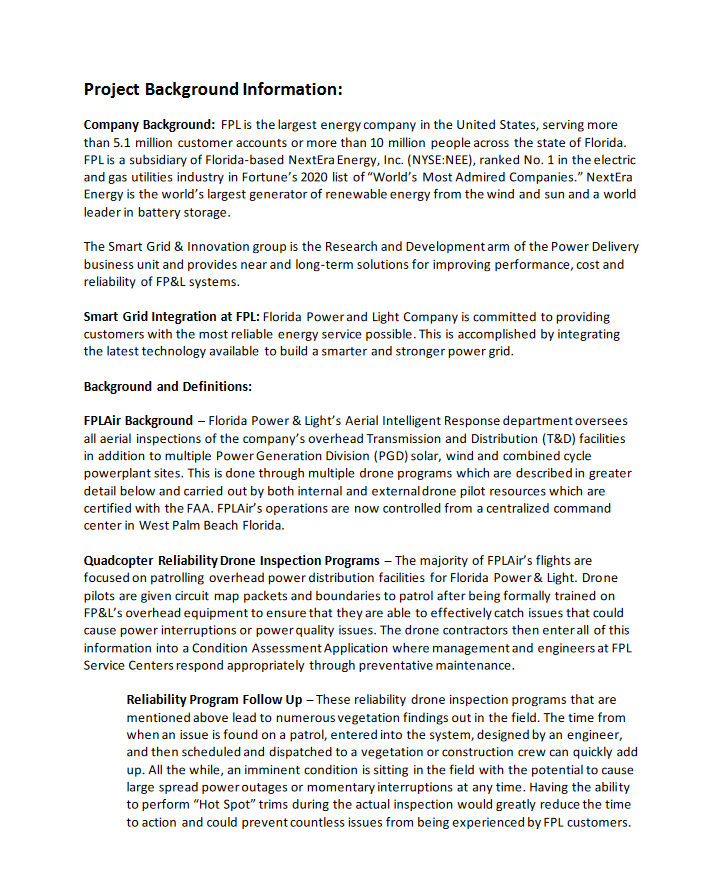 Project Background Information:
Company Background: FPL is the largest energy company in the United States, serving more
than 5.1 million customer accounts or more than 10 million people across the state of Florida.
FPL is a subsidiary of Florida-based NextEra Energy, Inc. (NYSE:NEE), ranked No. 1 in the electric
and gas utilities industry in Fortune's 2020 list of "World's Most Admired Companies." NextEra
Energy is the world's largest generator of renewable energy from the wind and sun and a world
leader in battery storage.
The Smart Grid & Innovation group is the Research and Development arm of the Power Delivery
business unit and provides near and long-term solutions for improving performance, cost and
reliability of FP&L systems.
Smart Grid Integration at FPL: Florida Power and Light Company is committed to providing
customers with the most reliable energy service possible. This is accomplished by integrating
the latest technology available to build a smarter and stronger power grid.
Background and Definitions:
FPLAir Background – Florida Power & Light's Aerial Intelligent Response department oversees
all aerial inspections of the company's overhead Transmission and Distribution (T&D) facilities
in addition to multiple Power Generation Division (PGD) solar, wind and combined cycle
powerplant sites. This is done through multiple drone programs which are described in greater
detail below and carried out by both internal and external drone pilot resources which are
certified with the FAA. FPLAir's operations are now controlled from a centralized command
center in West Palm Beach Florida.
Quadcopter Reliability Drone Inspection Programs – The majority of FPLAir's flights are
focused on patrolling overhead power distribution facilities for Florida Power & Light. Drone
pilots are given circuit map packets and boundaries to patrol after being formally trained on
FP&L's overhead equipment to ensure that they are able to effectively catch issues that could
cause power interruptions or power quality issues. The drone contractors then enter all of this
information into a Condition Assessment Application where management and engineers at FPL
Service Centers respond appropriately through preventative maintenance.
Reliability Program Follow Up – These reliability drone inspection programs that are
mentioned above lead to numerous vegetation findings out in the field. The time from
when an issue is found on a patrol, entered into the system, designed by an engineer,
and then scheduled and dispatched to a vegetation or construction crew can quickly add
up. All the while, an imminent condition is sitting in the field with the potential to cause
large spread power outages or momentary interruptions at any time. Having the ability
to perform "Hot Spot" trims during the actual inspection would greatly reduce the time
to action and could prevent countless issues from being experienced by FPL customers.